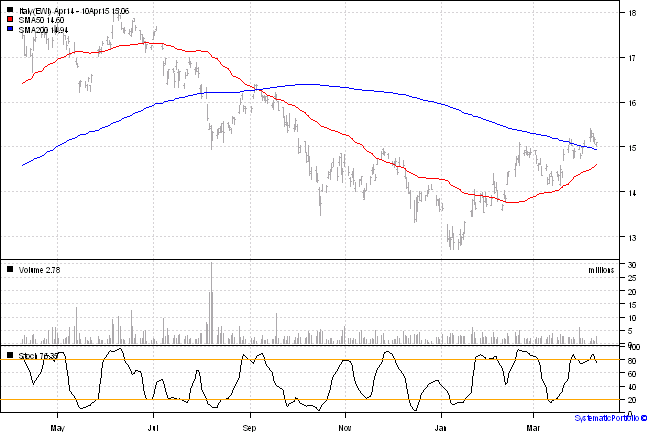 Italy(EWI) Apr14 - 10Apr15 15.06
SMA50 14.60
SMA200 14.94
18
17
16
15
14
13
Volume 2.78
millions
30
25
20
15
10
5
0
100
Stoch
80
60
40
20
0
May
Jul
Sep
Nov
Jan
Mar
SystematicPortfolio ©